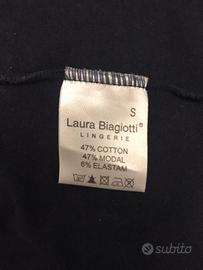 S
Laura Biagiotti®
LINGERIE
47% COTTON
47% MODAL
6% ELASTAM
subito